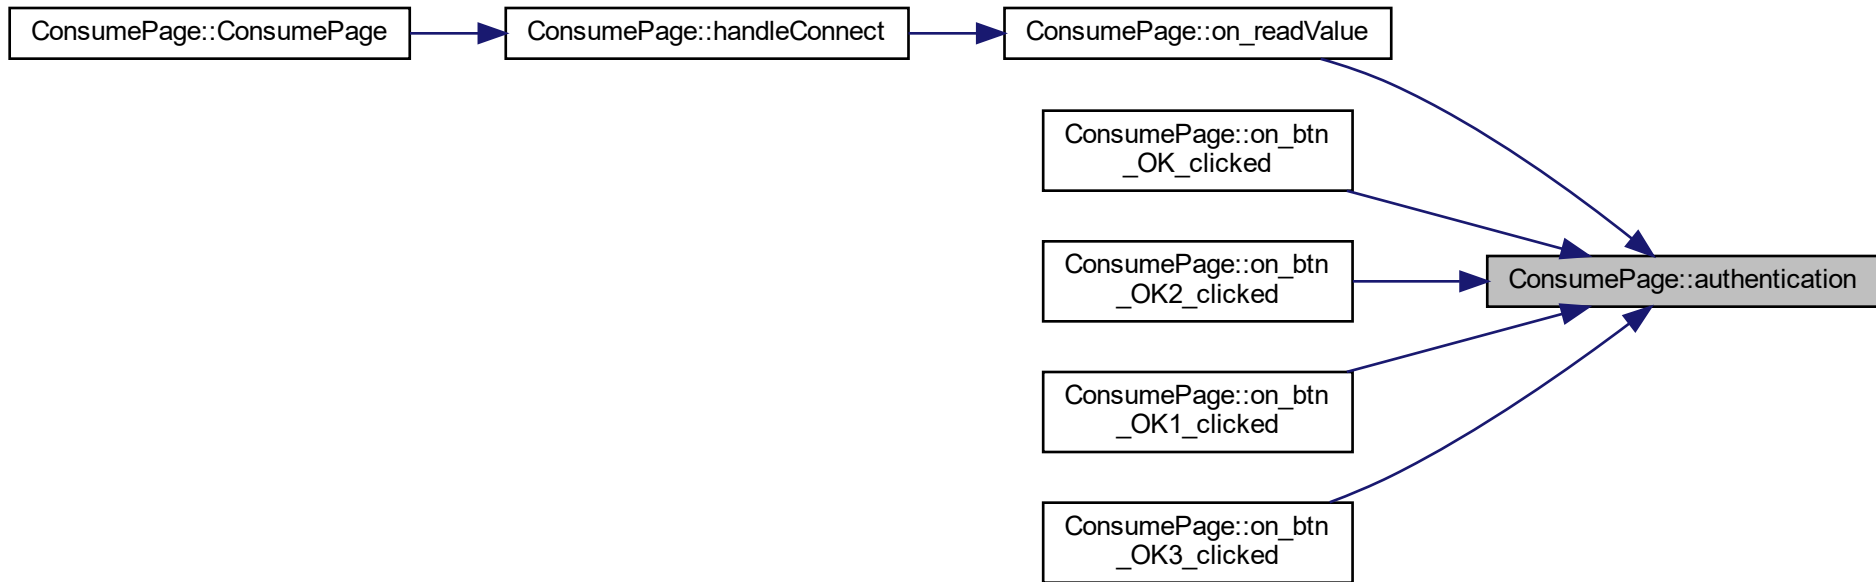 ConsumePage::ConsumePage
ConsumePage::handleConnect
ConsumePage::on_readValue
ConsumePage::on_btn
_OK_clicked
ConsumePage::on_btn
_OK2_clicked
ConsumePage::authentication
ConsumePage::on_btn
_OK1_clicked
ConsumePage::on_btn
_OK3_clicked